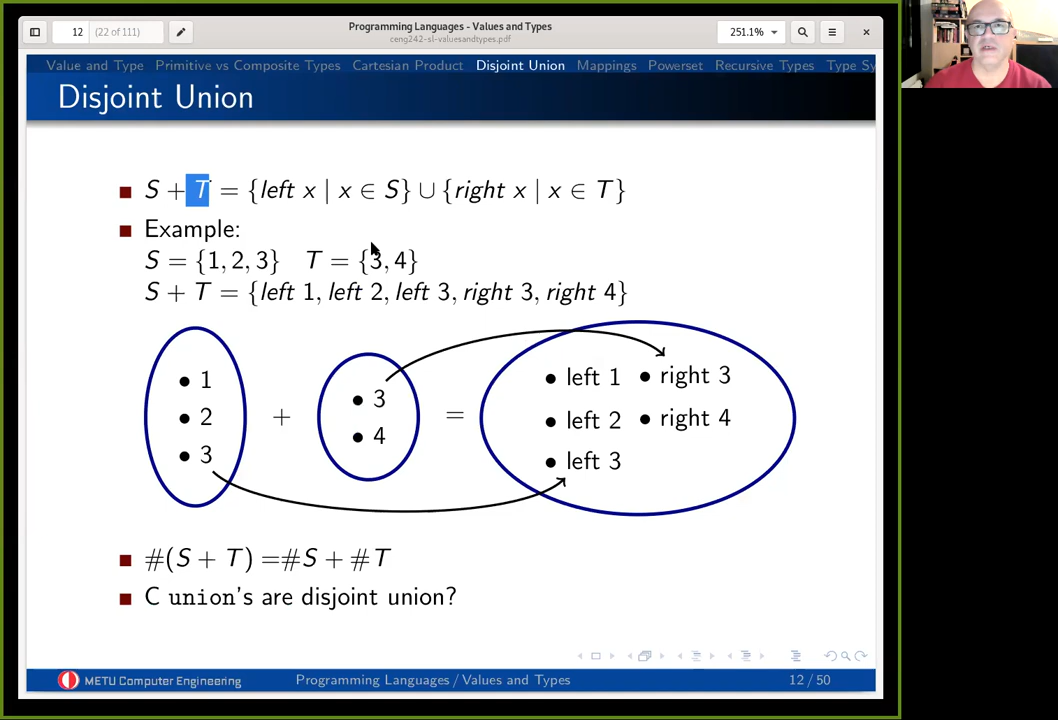 12 (22 of 111)
Programming Languages - Values and Types
ceng242-sl-valuesandtypes.pdf
251.1%
Value and Type Primitive vs Composite Types Cartesian Product Disjoint Union Mappings Powerset Recursive Types Type Sy
Disjoint Union
S + T = {left x | x ∈ S} ∪ {right x | x ∈ T}
Example:
S = {1, 2, 3} T = {3, 4}
S + T = {left 1, left 2, left 3, right 3, right 4}
1
2
3
+
3
4
=
left 1 right 3
left 2 right 4
left 3
#(S + T) =#S + #T
C union's are disjoint union?
METU Computer Engineering Programming Languages / Values and Types 12 / 50